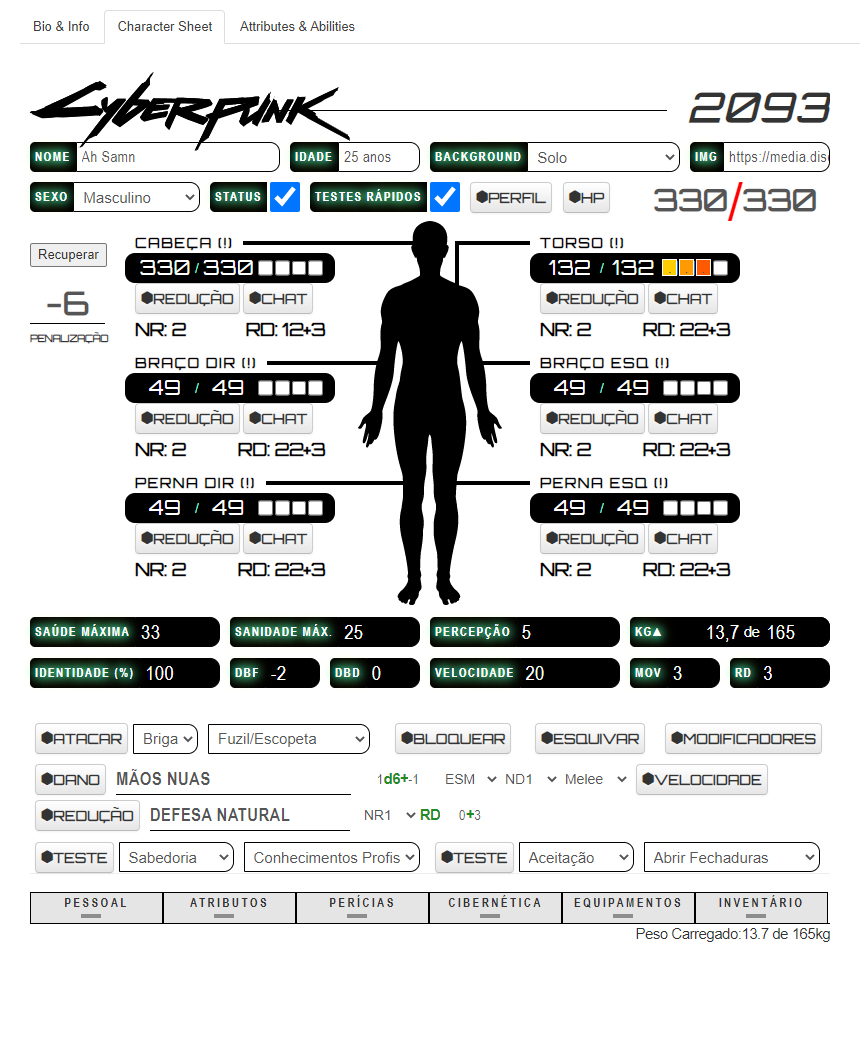 Bio & Info Character Sheet Attributes & Abilities
Cyberpunk 2093
NOME Ah Samn IDADE 25 anos BACKGROUND Solo IMG https://media.dis
SEXO Masculino STATUS TESTES RÁPIDOS PERFIL HP 330/330
Recuperar
-6
PENALIZAÇÃO
CABEÇA (!)
330 / 330
REDUÇÃO CHAT
NR: 2 RD: 12+3
TORSO (!)
132 / 132
REDUÇÃO CHAT
NR: 2 RD: 22+3
BRAÇO DIR (!)
49 / 49
REDUÇÃO CHAT
NR: 2 RD: 22+3
BRAÇO ESQ (!)
49 / 49
REDUÇÃO CHAT
NR: 2 RD: 22+3
PERNA DIR (!)
49 / 49
REDUÇÃO CHAT
NR: 2 RD: 22+3
PERNA ESQ (!)
49 / 49
REDUÇÃO CHAT
NR: 2 RD: 22+3
SAÚDE MÁXIMA 33 SANIDADE MÁX. 25 PERCEPÇÃO 5 KG▲ 13,7 de 165
IDENTIDADE (%) 100 DBF -2 DBD 0 VELOCIDADE 20 MOV 3 RD 3
ATACAR Briga Fuzil/Escopeta BLOQUEAR ESQUIVAR MODIFICADORES
DANO MÃOS NUAS 1d6+-1 ESM ND1 Melee VELOCIDADE
REDUÇÃO DEFESA NATURAL NR1 RD 0+3
TESTE Sabedoria Conhecimentos Profis TESTE Aceitação Abrir Fechaduras
PESSOAL ATRIBUTOS PERÍCIAS CIBERNÉTICA EQUIPAMENTOS INVENTÁRIO
Peso Carregado:13.7 de 165kg